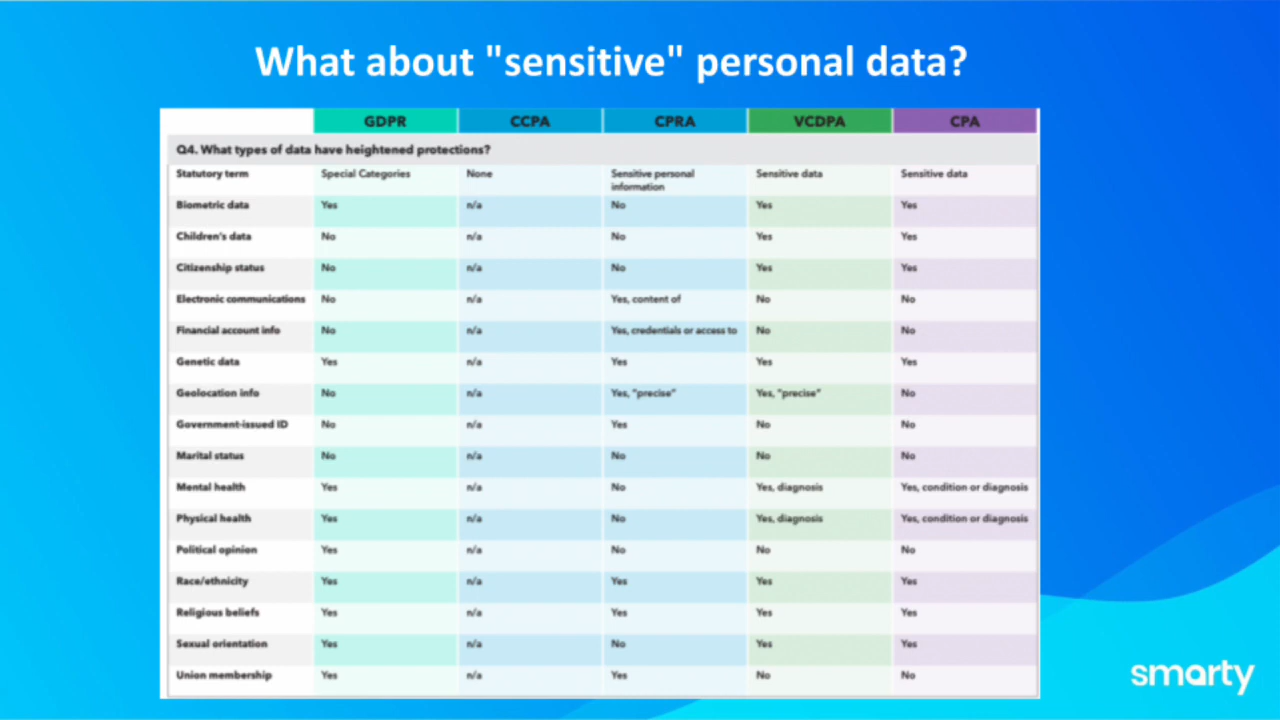 What about "sensitive" personal data?
GDPR CCPA CPRA VCDPA CPA
Q4. What types of data have heightened protections?
Statutory term Special Categories None Sensitive personal information Sensitive data Sensitive data
Biometric data Yes n/a No Yes Yes
Children's data No n/a No Yes Yes
Citizenship status No n/a No Yes Yes
Electronic communications No n/a Yes, content of No No
Financial account info No n/a Yes, credentials or access to No No
Genetic data Yes n/a Yes Yes Yes
Geolocation info No n/a Yes, "precise" Yes, "precise" No
Government-issued ID No n/a Yes No No
Marital status No n/a No No No
Mental health Yes n/a No Yes, diagnosis Yes, condition or diagnosis
Physical health Yes n/a No Yes, diagnosis Yes, condition or diagnosis
Political opinion Yes n/a No No No
Race/ethnicity Yes n/a Yes Yes Yes
Religious beliefs Yes n/a Yes Yes Yes
Sexual orientation Yes n/a No Yes Yes
Union membership Yes n/a Yes No No
smarty